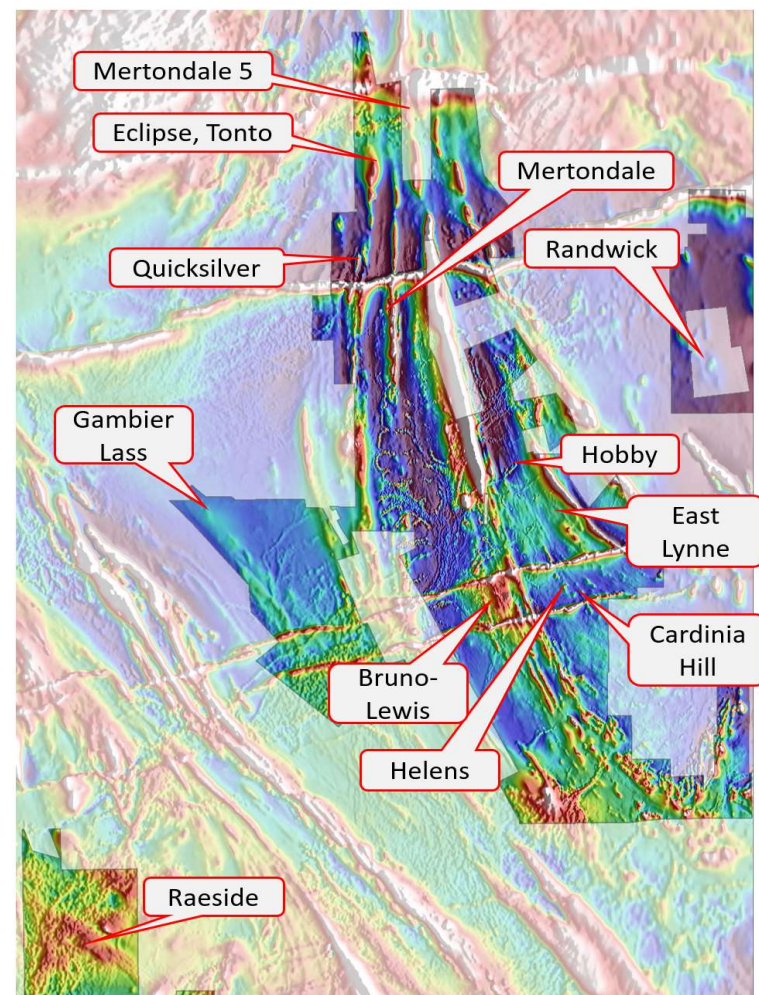 Mertondale 5
Eclipse, Tonto
Mertondale
Randwick
Quicksilver
Gambier
Lass
Hobby
East
Lynne
Cardinia
Hill
Bruno-
Lewis
Helens
Raeside